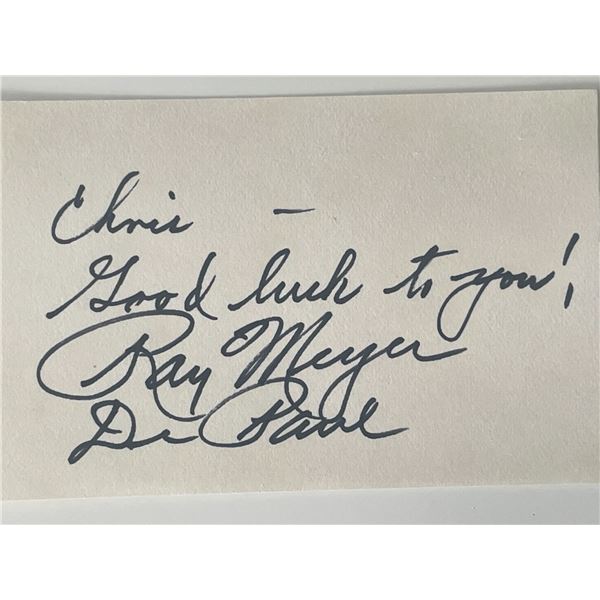 Chris —
Good luck to you!
Ray Meyer
De Paul